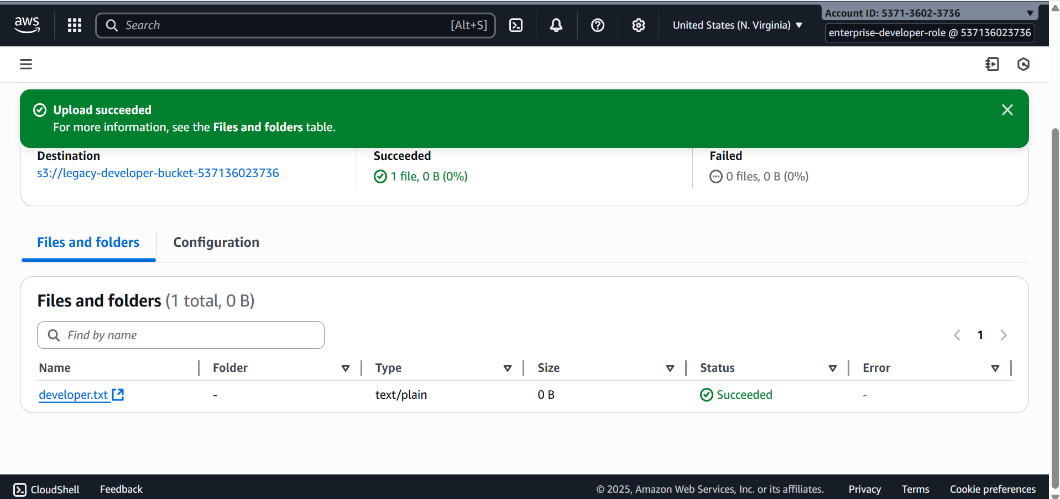 aws
Search [Alt+S]
United States (N. Virginia)
Account ID: 5371-3602-3736
enterprise-developer-role @ 537136023736
Upload succeeded
For more information, see the Files and folders table.
Destination Succeeded Failed
s3://legacy-developer-bucket-537136023736 1 file, 0 B (0%) 0 files, 0 B (0%)
Files and folders Configuration
Files and folders (1 total, 0 B)
Find by name 1
Name Folder Type Size Status Error
developer.txt - text/plain 0 B Succeeded -
CloudShell Feedback © 2025, Amazon Web Services, Inc. or its affiliates. Privacy Terms Cookie preferences